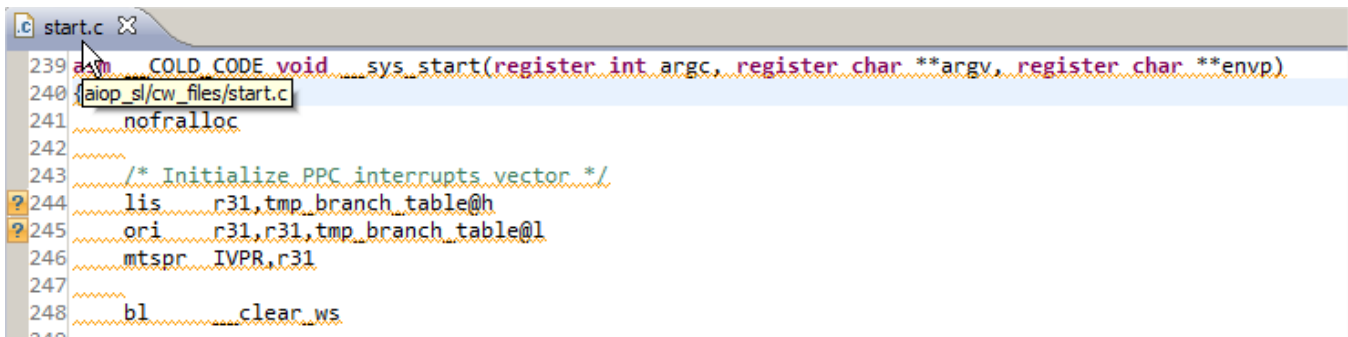 start.c
239 a m __COLD_CODE void __sys_start(register int argc, register char **argv, register char **envp)
240 {
aiop_sl/cw_files/start.c
241 nofralloc
242
243 /* Initialize PPC interrupts vector */
? 244 lis r31,tmp_branch_table@h
? 245 ori r31,r31,tmp_branch_table@l
246 mtspr IVPR,r31
247
248 bl __clear_ws